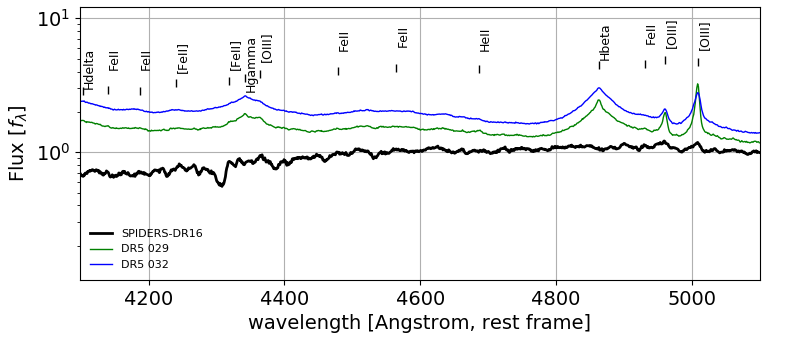 10¹
10⁰
Flux [fλ]
Hdelta
FeII
FeII
[FeII]
[FeII]
Hgamma
[OIII]
FeII
FeII
HeII
Hbeta
FeII
[OIII]
[OIII]
SPIDERS-DR16
DR5 029
DR5 032
4200 4400 4600 4800 5000
wavelength [Angstrom, rest frame]